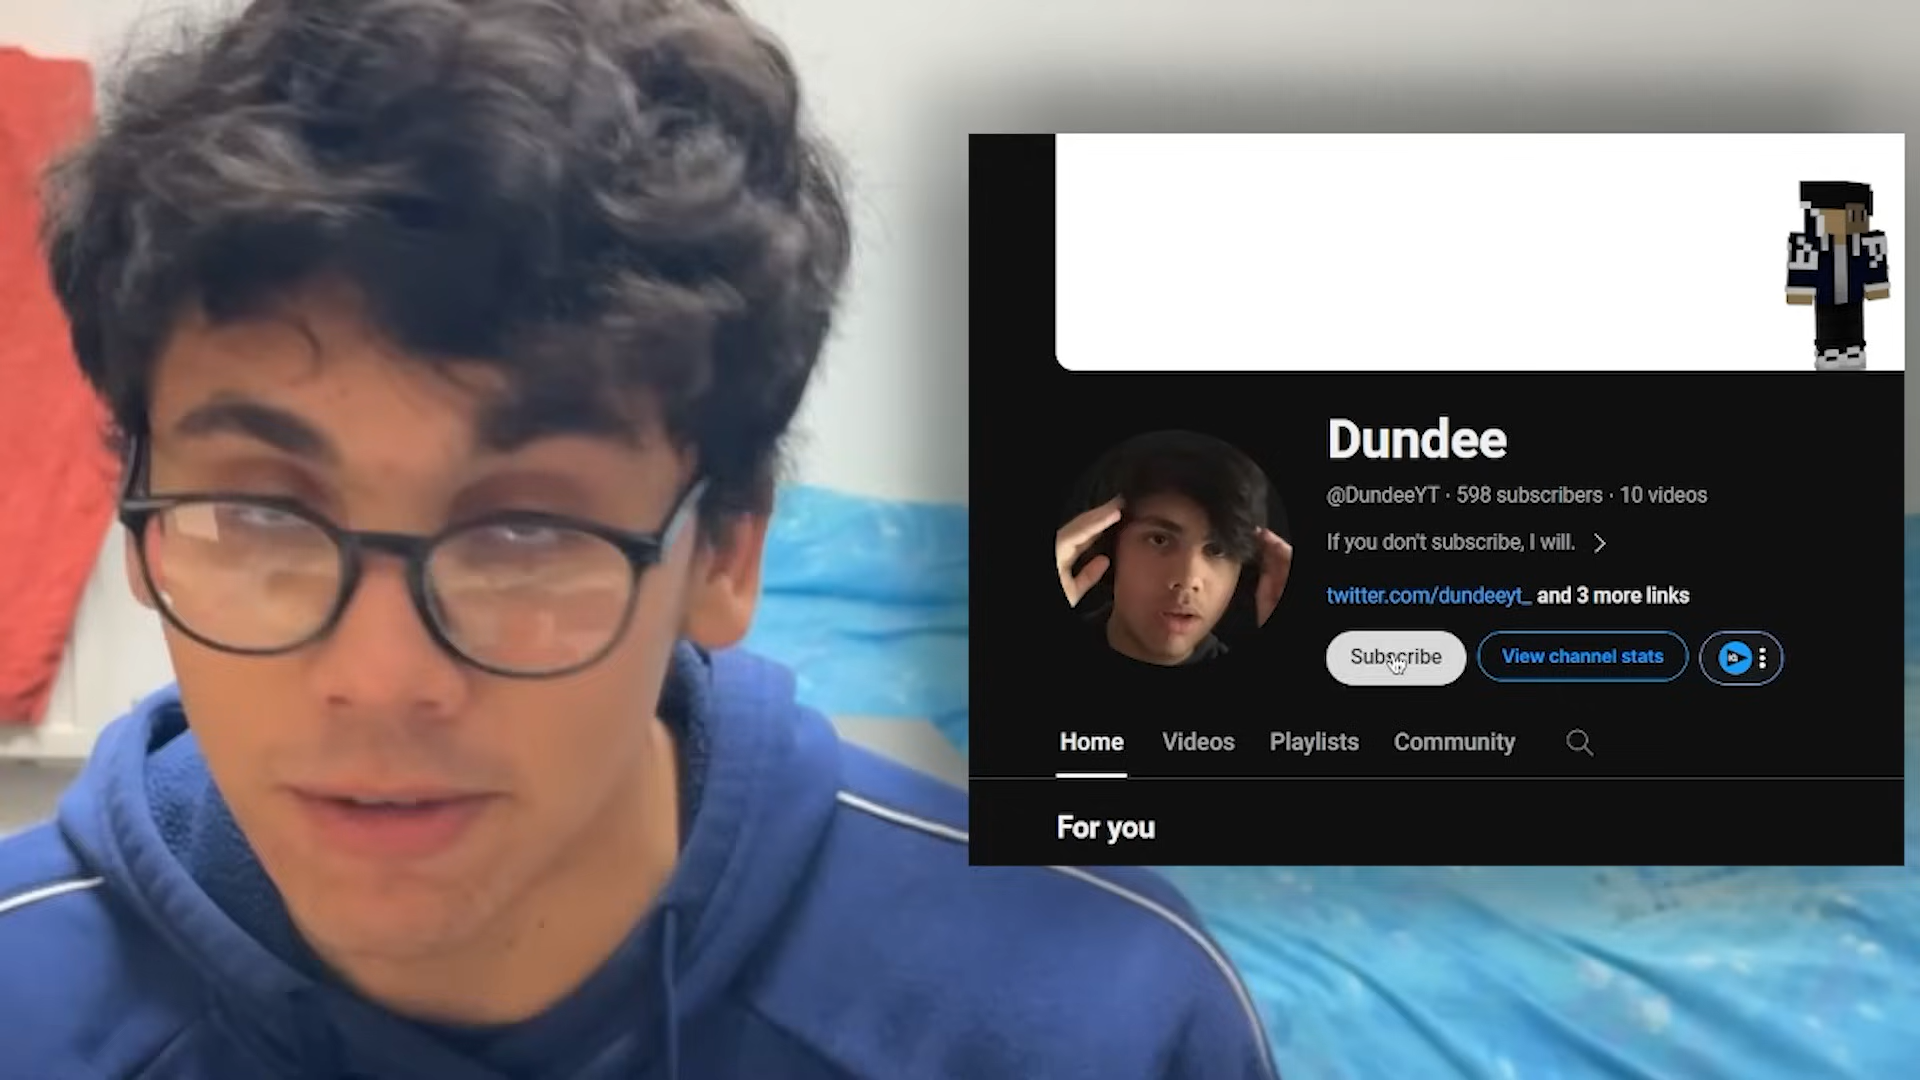 Dundee
@DundeeYT · 598 subscribers · 10 videos
If you don't subscribe, I will.
twitter.com/dundeeyt_ and 3 more links
Subscribe View channel stats
Home Videos Playlists Community
For you